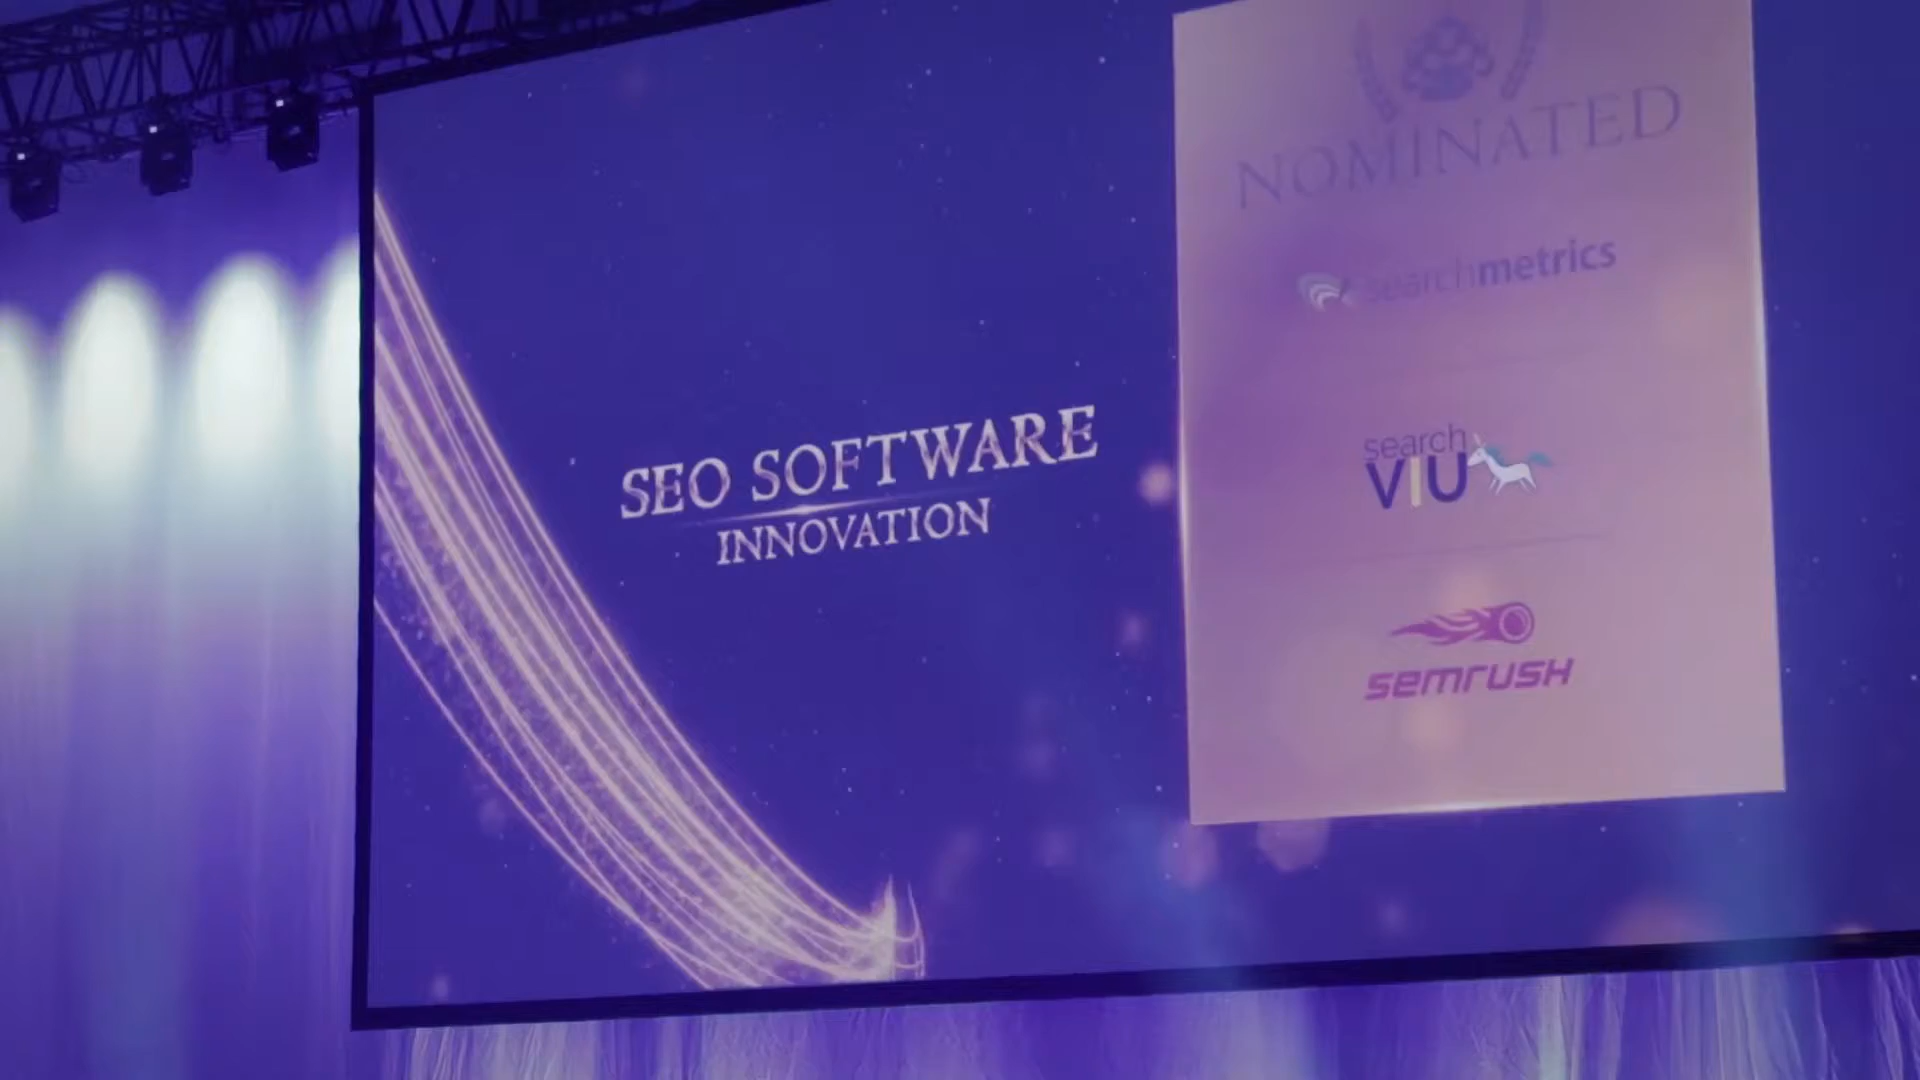 SEO SOFTWARE
INNOVATION
NOMINATED
searchmetrics
search
VIU
semrush